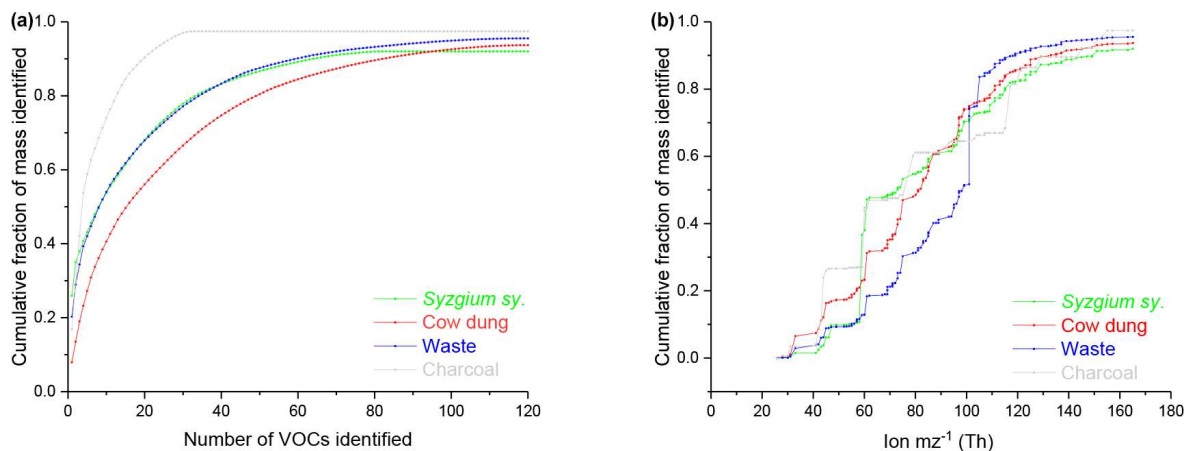 (a)
1.0
0.8
0.6
0.4
0.2
0.0
Cumulative fraction of mass identified
0 20 40 60 80 100 120
Number of VOCs identified
Syzgium sy.
Cow dung
Waste
Charcoal
(b)
1.0
0.8
0.6
0.4
0.2
0.0
Cumulative fraction of mass identified
0 20 40 60 80 100 120 140 160 180
Ion mz⁻¹ (Th)
Syzgium sy.
Cow dung
Waste
Charcoal